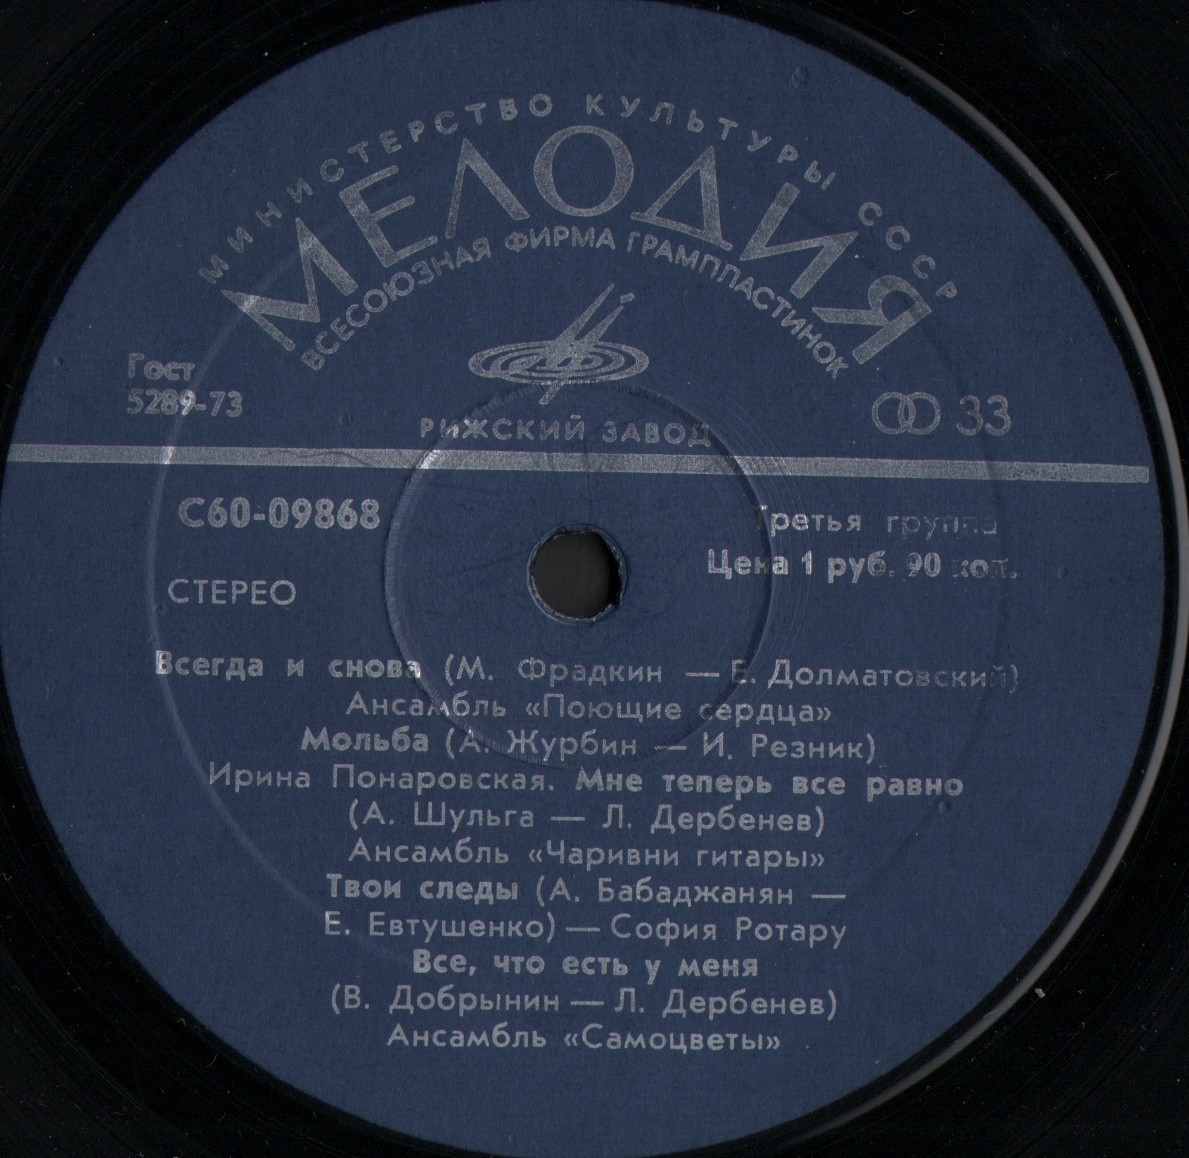 МИНИСТЕРСТВО КУЛЬТУРЫ СССР
МЕЛОДИЯ
ВСЕСОЮЗНАЯ ФИРМА ГРАМПЛАСТИНОК
Гост
5289-73
РИЖСКИЙ ЗАВОД
33
С60-09868
Третья группа
Цена 1 руб. 90 коп.
СТЕРЕО
Всегда и снова (М. Фрадкин — Е. Долматовский)
Ансамбль «Поющие сердца»
Мольба (А. Журбин — И. Резник)
Ирина Понаровская. Мне теперь все равно
(А. Шульга — Л. Дербенев)
Ансамбль «Чаривни гитары»
Твои следы (А. Бабаджанян —
Е. Евтушенко) — София Ротару
Все, что есть у меня
(В. Добрынин — Л. Дербенев)
Ансамбль «Самоцветы»